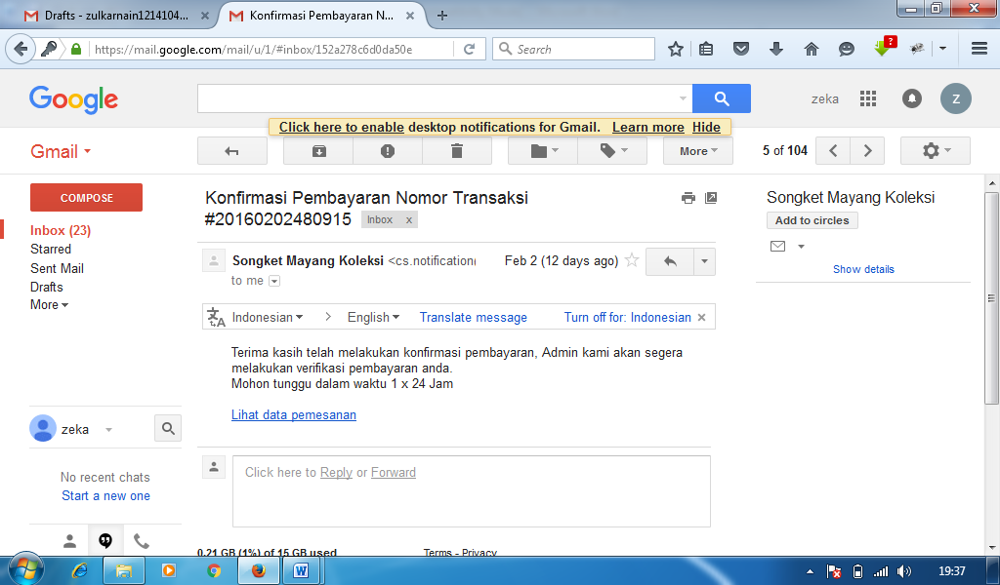 Drafts - zulkarnain1214104...
Konfirmasi Pembayaran N...
https://mail.google.com/mail/u/1/#inbox/152a278c6d0da50e
Search
?
Google
zeka
Z
Click here to enable desktop notifications for Gmail. Learn more Hide
Gmail
More
5 of 104
COMPOSE
Inbox (23)
Starred
Sent Mail
Drafts
More
Konfirmasi Pembayaran Nomor Transaksi
#20160202480915 Inbox x
Songket Mayang Koleksi <cs.notification( Feb 2 (12 days ago)
to me
Indonesian > English Translate message Turn off for: Indonesian
Terima kasih telah melakukan konfirmasi pembayaran, Admin kami akan segera
melakukan verifikasi pembayaran anda.
Mohon tunggu dalam waktu 1 x 24 Jam
Lihat data pemesanan
Click here to Reply or Forward
0.21 GB (1%) of 15 GB used
Terms - Privacy
Songket Mayang Koleksi
Add to circles
Show details
zeka
No recent chats
Start a new one
19:37